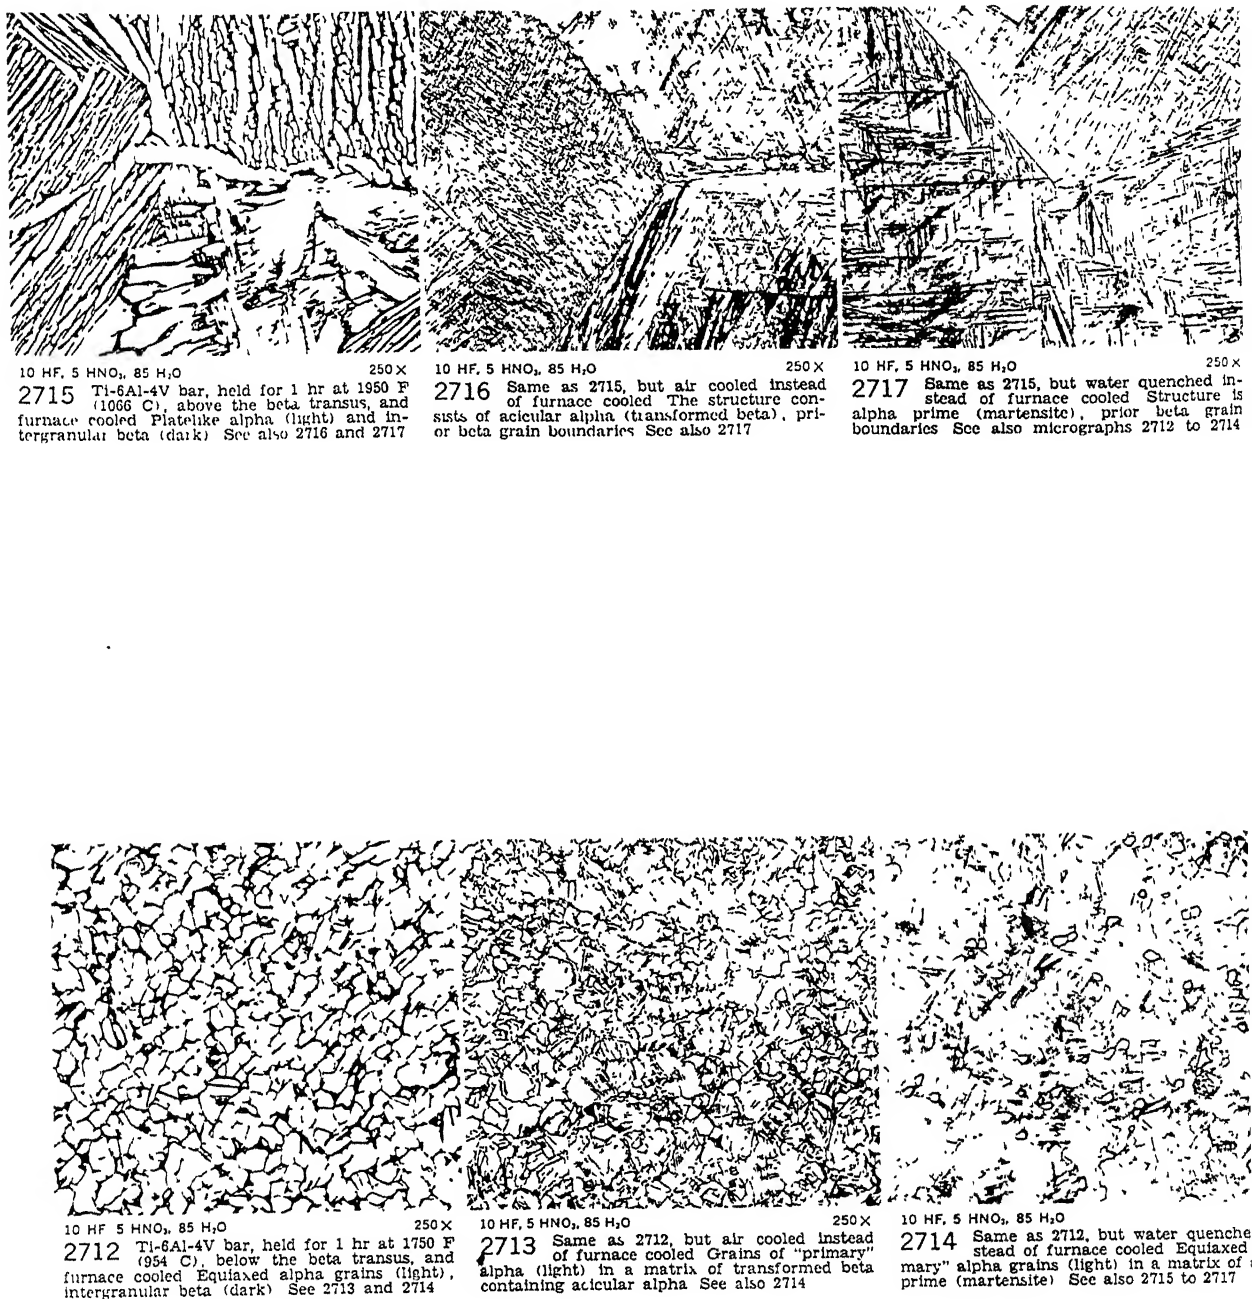 10 HF, 5 HNO₃, 85 H₂O 250 X
2715 Ti-6Al-4V bar, held for 1 hr at 1950 F
(1066 C), above the beta transus, and
furnace cooled Platelike alpha (light) and in-
tergranular beta (dark) See also 2716 and 2717
10 HF, 5 HNO₃, 85 H₂O 250 X
2716 Same as 2715, but air cooled instead
of furnace cooled The structure con-
sists of acicular alpha (transformed beta), pri-
or beta grain boundaries See also 2717
10 HF, 5 HNO₃, 85 H₂O 250 X
2717 Same as 2715, but water quenched in-
stead of furnace cooled Structure is
alpha prime (martensite), prior beta grain
boundaries See also micrographs 2712 to 2714
10 HF 5 HNO₃, 85 H₂O 250 X
2712 Ti-6Al-4V bar, held for 1 hr at 1750 F
(954 C), below the beta transus, and
furnace cooled Equiaxed alpha grains (light),
intergranular beta (dark) See 2713 and 2714
10 HF, 5 HNO₃, 85 H₂O 250 X
2713 Same as 2712, but air cooled instead
of furnace cooled Grains of "primary"
alpha (light) in a matrix of transformed beta
containing acicular alpha See also 2714
10 HF, 5 HNO₃, 85 H₂O
2714 Same as 2712, but water quenche
stead of furnace cooled Equiaxed
mary" alpha grains (light) in a matrix of
prime (martensite) See also 2715 to 2717